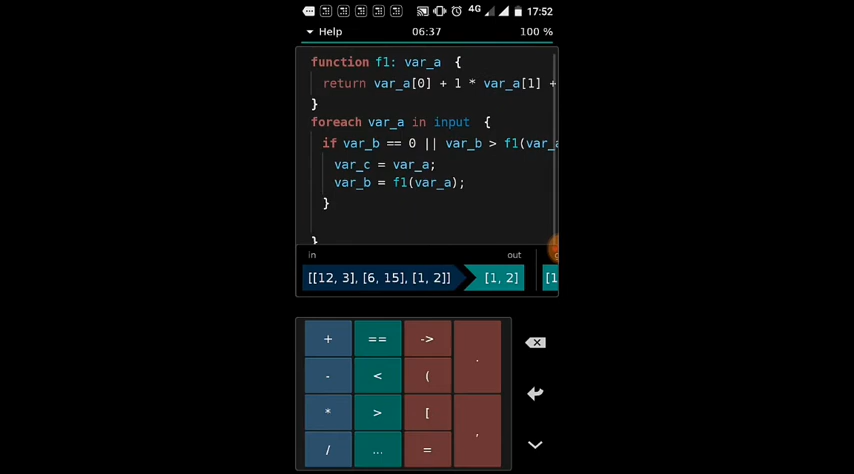 4G 17:52
Help 06:37 100 %
function f1: var_a {
return var_a[0] + 1 * var_a[1] +
}
foreach var_a in input {
if var_b == 0 || var_b > f1(var_a
var_c = var_a;
var_b = f1(var_a);
}
}
in out
[[12, 3], [6, 15], [1, 2]] [1, 2] [1
+ == -> .
- < (
* > [ ,
/ ... =